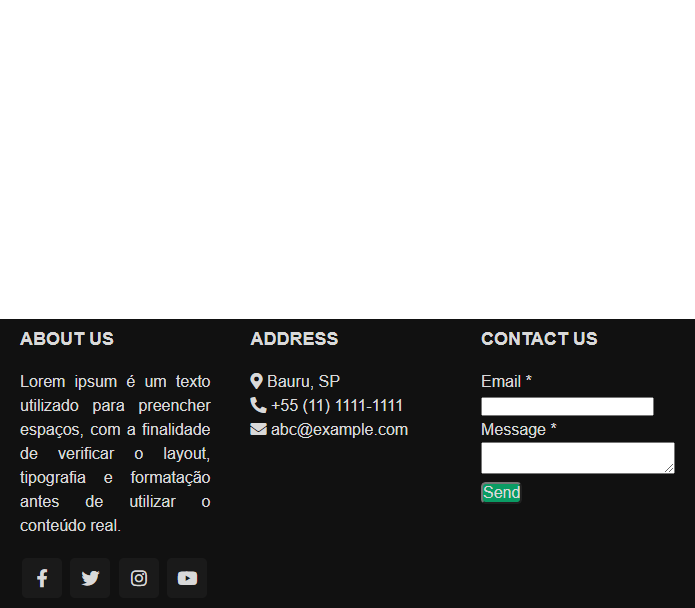 ABOUT US
Lorem ipsum é um texto
utilizado para preencher
espaços, com a finalidade
de verificar o layout,
tipografia e formatação
antes de utilizar o
conteúdo real.
ADDRESS
Bauru, SP
+55 (11) 1111-1111
abc@example.com
CONTACT US
Email *
Message *
Send